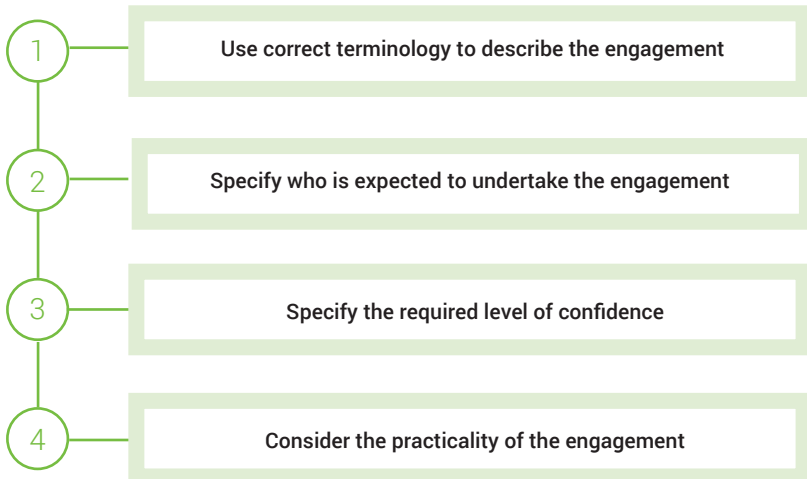 1
Use correct terminology to describe the engagement
2
Specify who is expected to undertake the engagement
3
Specify the required level of confidence
4
Consider the practicality of the engagement